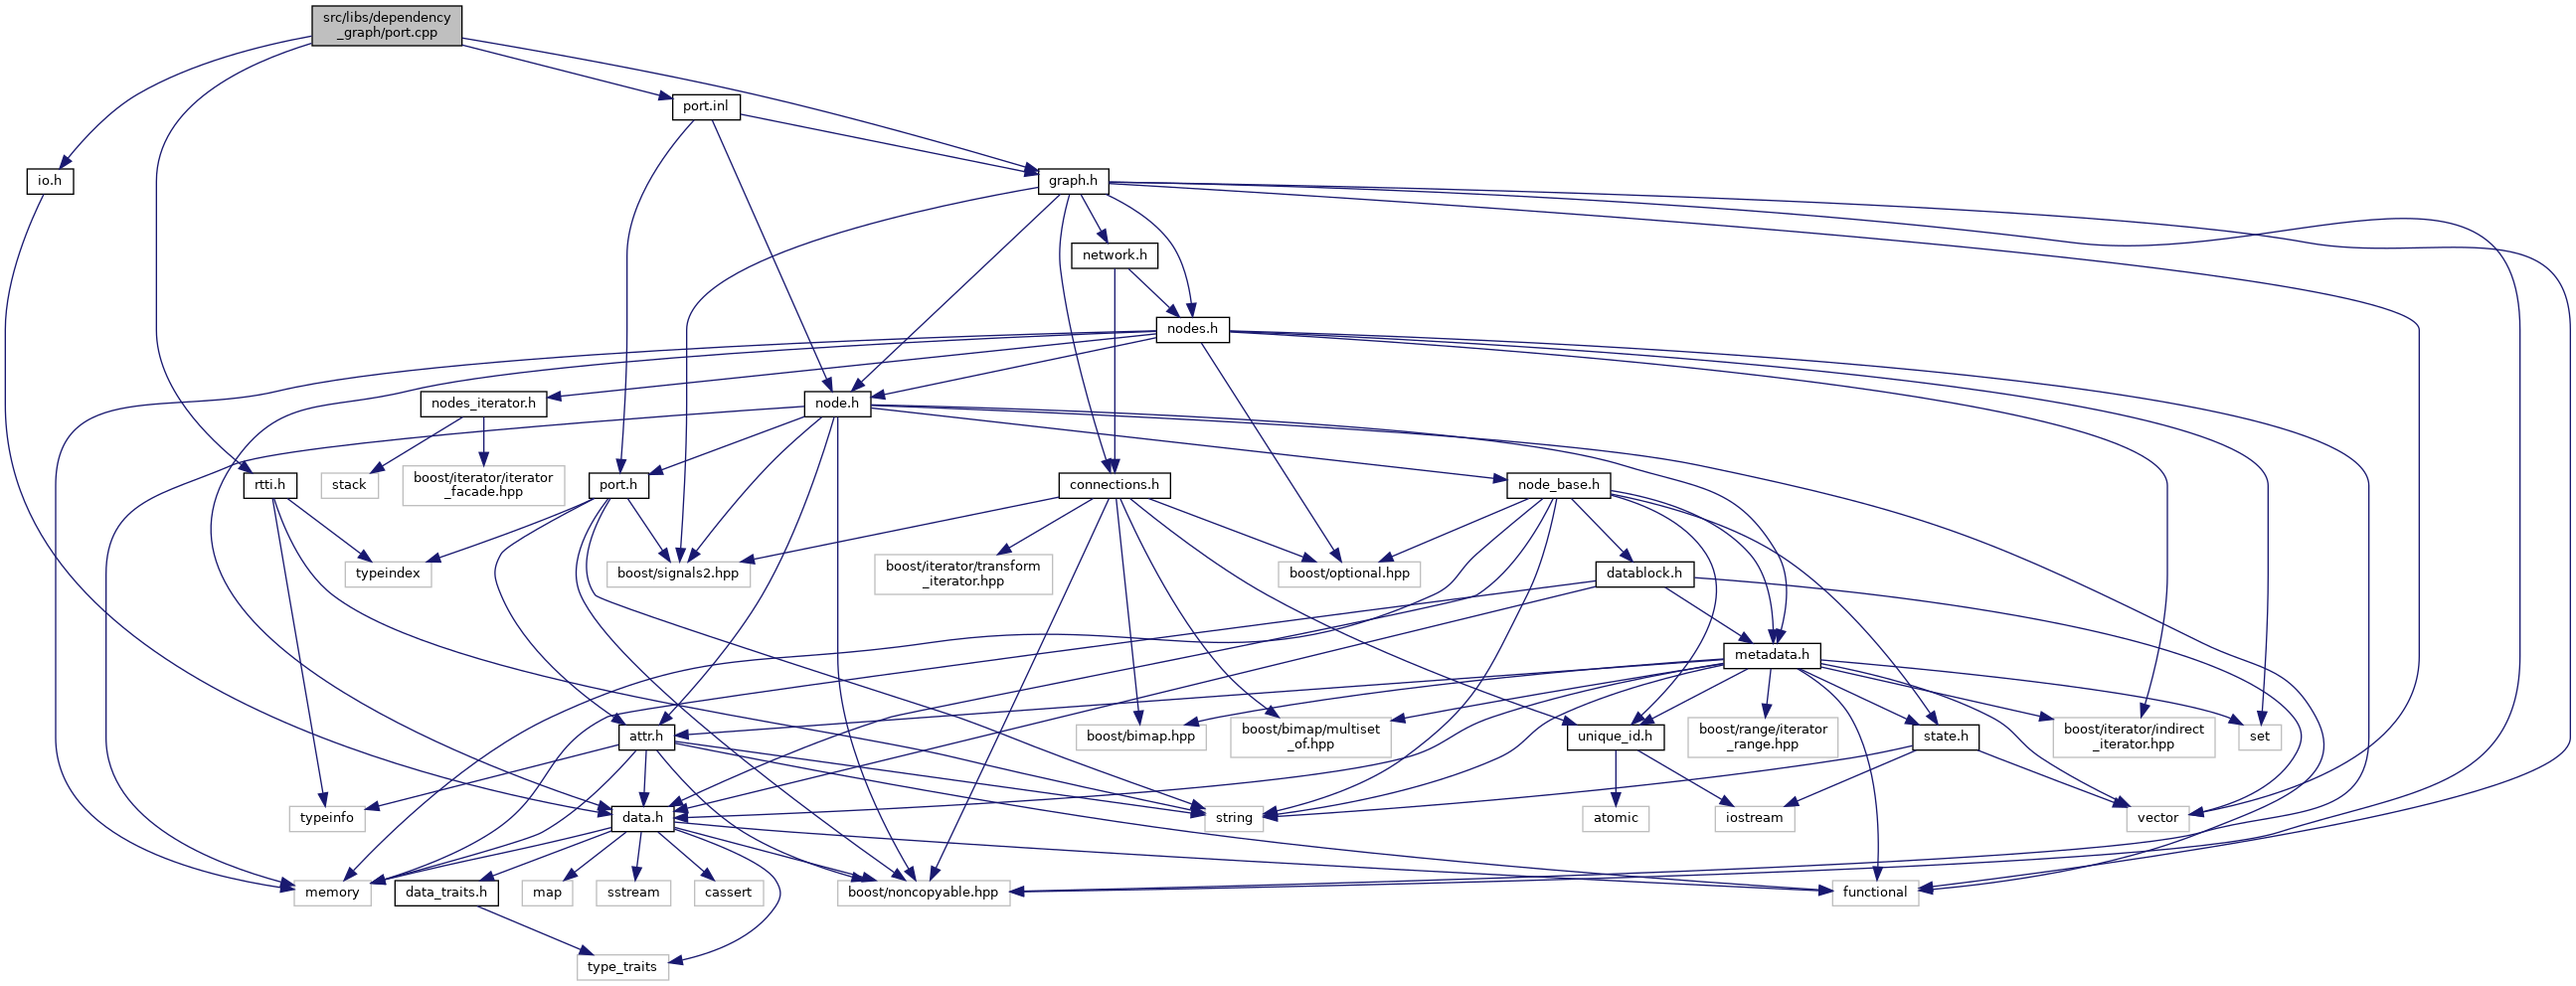 src/libs/dependency
_graph/port.cpp
port.inl
io.h
graph.h
network.h
nodes.h
nodes_iterator.h
node.h
rtti.h
stack
boost/iterator/iterator
_facade.hpp
port.h
connections.h
node_base.h
typeindex
boost/signals2.hpp
boost/iterator/transform
_iterator.hpp
boost/optional.hpp
datablock.h
metadata.h
attr.h
boost/bimap.hpp
boost/bimap/multiset
_of.hpp
unique_id.h
boost/range/iterator
_range.hpp
state.h
boost/iterator/indirect
_iterator.hpp
set
typeinfo
data.h
string
atomic
iostream
vector
memory
data_traits.h
map
sstream
cassert
boost/noncopyable.hpp
functional
type_traits